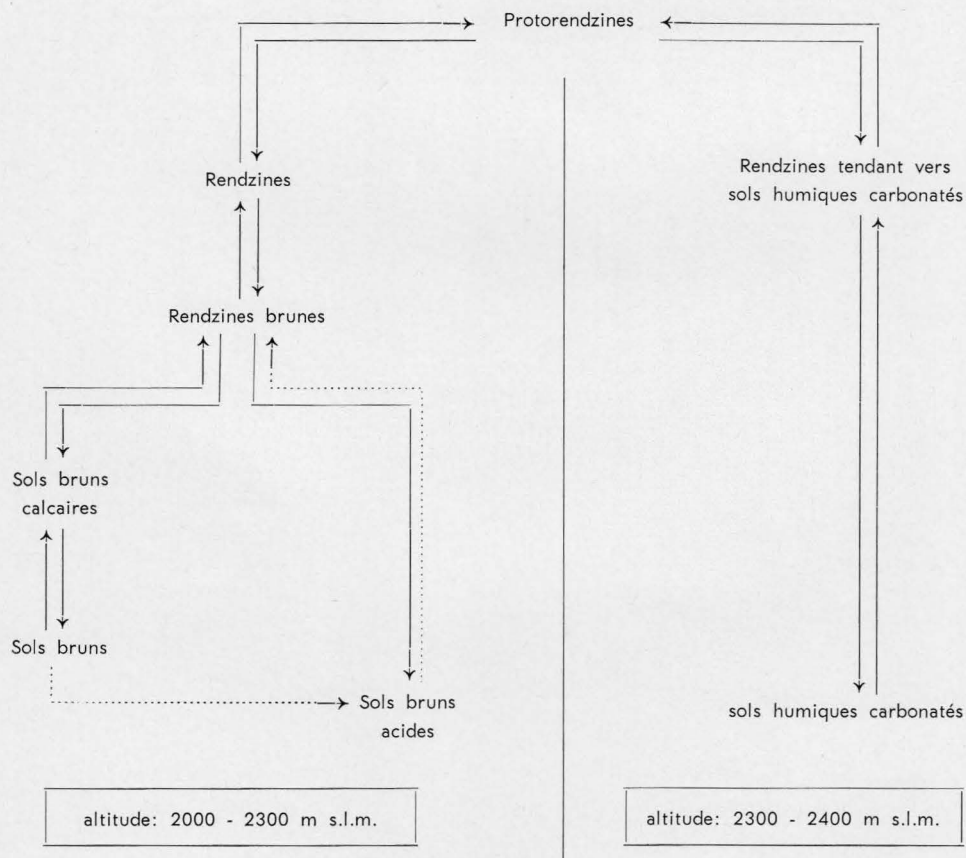 Protorendzines
Rendzines
Rendzines brunes
Sols bruns
calcaires
Sols bruns
Sols bruns
acides
altitude: 2000 - 2300 m s.l.m.
Rendzines tendant vers
sols humiques carbonatés
sols humiques carbonatés
altitude: 2300 - 2400 m s.l.m.